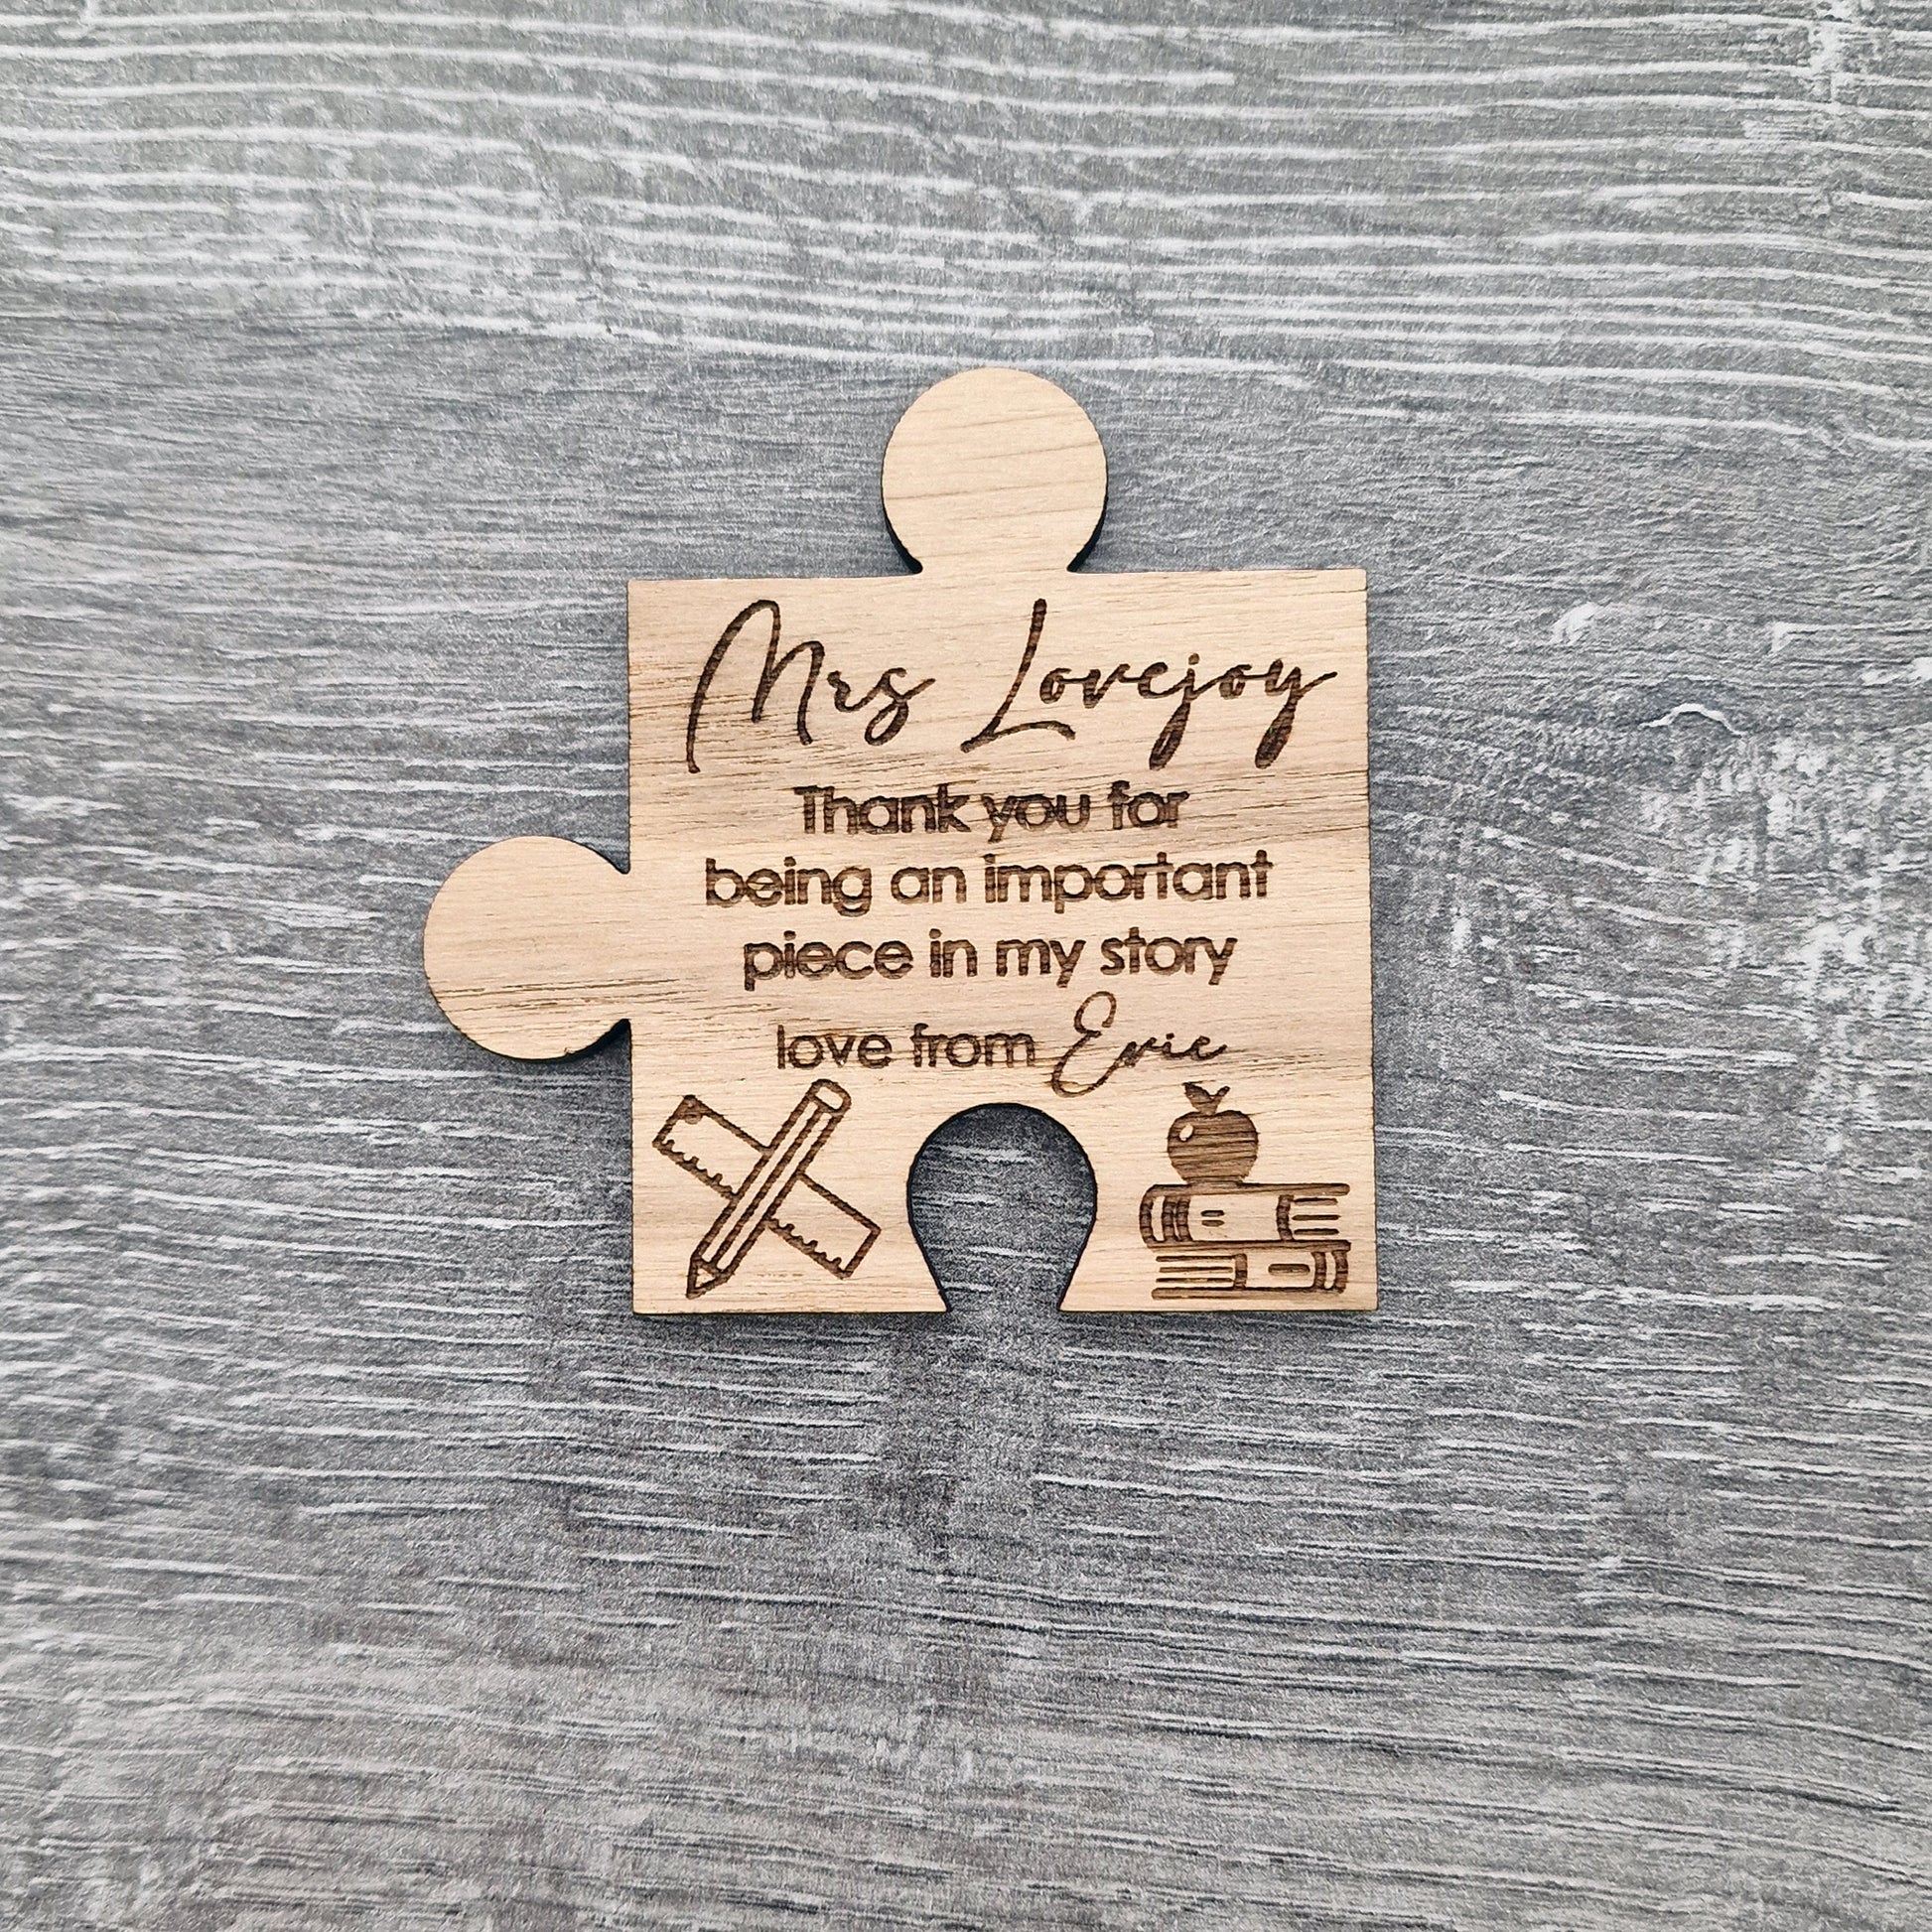 Mrs Lovejoy
Thank you for
being an important
piece in my story
love from Evie